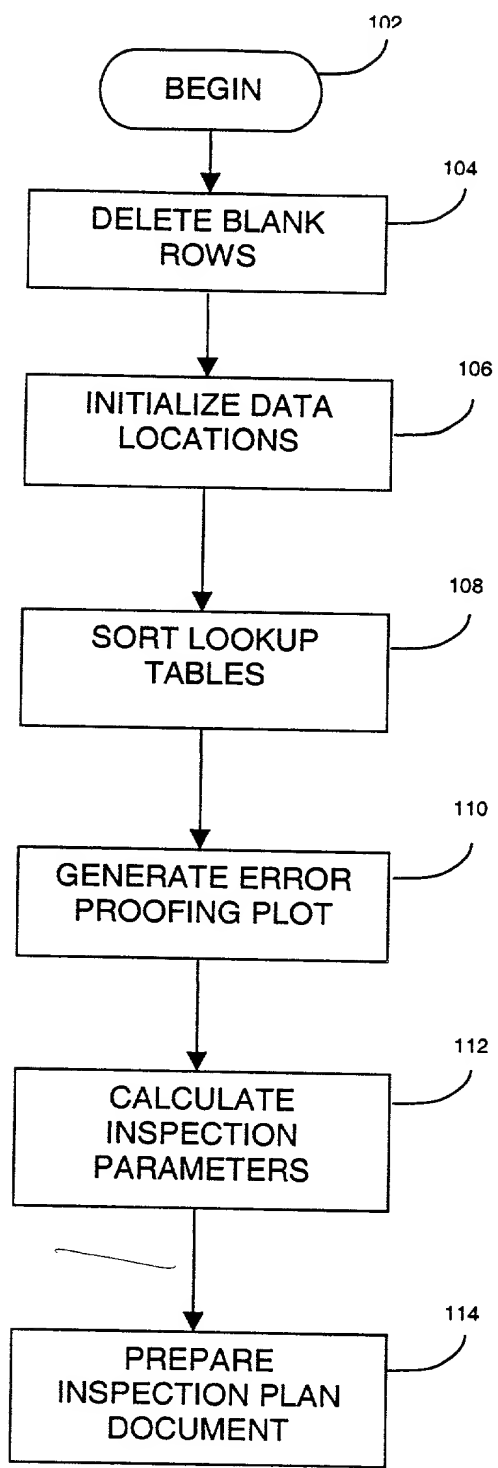 102
BEGIN
104
DELETE BLANK
ROWS
106
INITIALIZE DATA
LOCATIONS
108
SORT LOOKUP
TABLES
110
GENERATE ERROR
PROOFING PLOT
112
CALCULATE
INSPECTION
PARAMETERS
114
PREPARE
INSPECTION PLAN
DOCUMENT